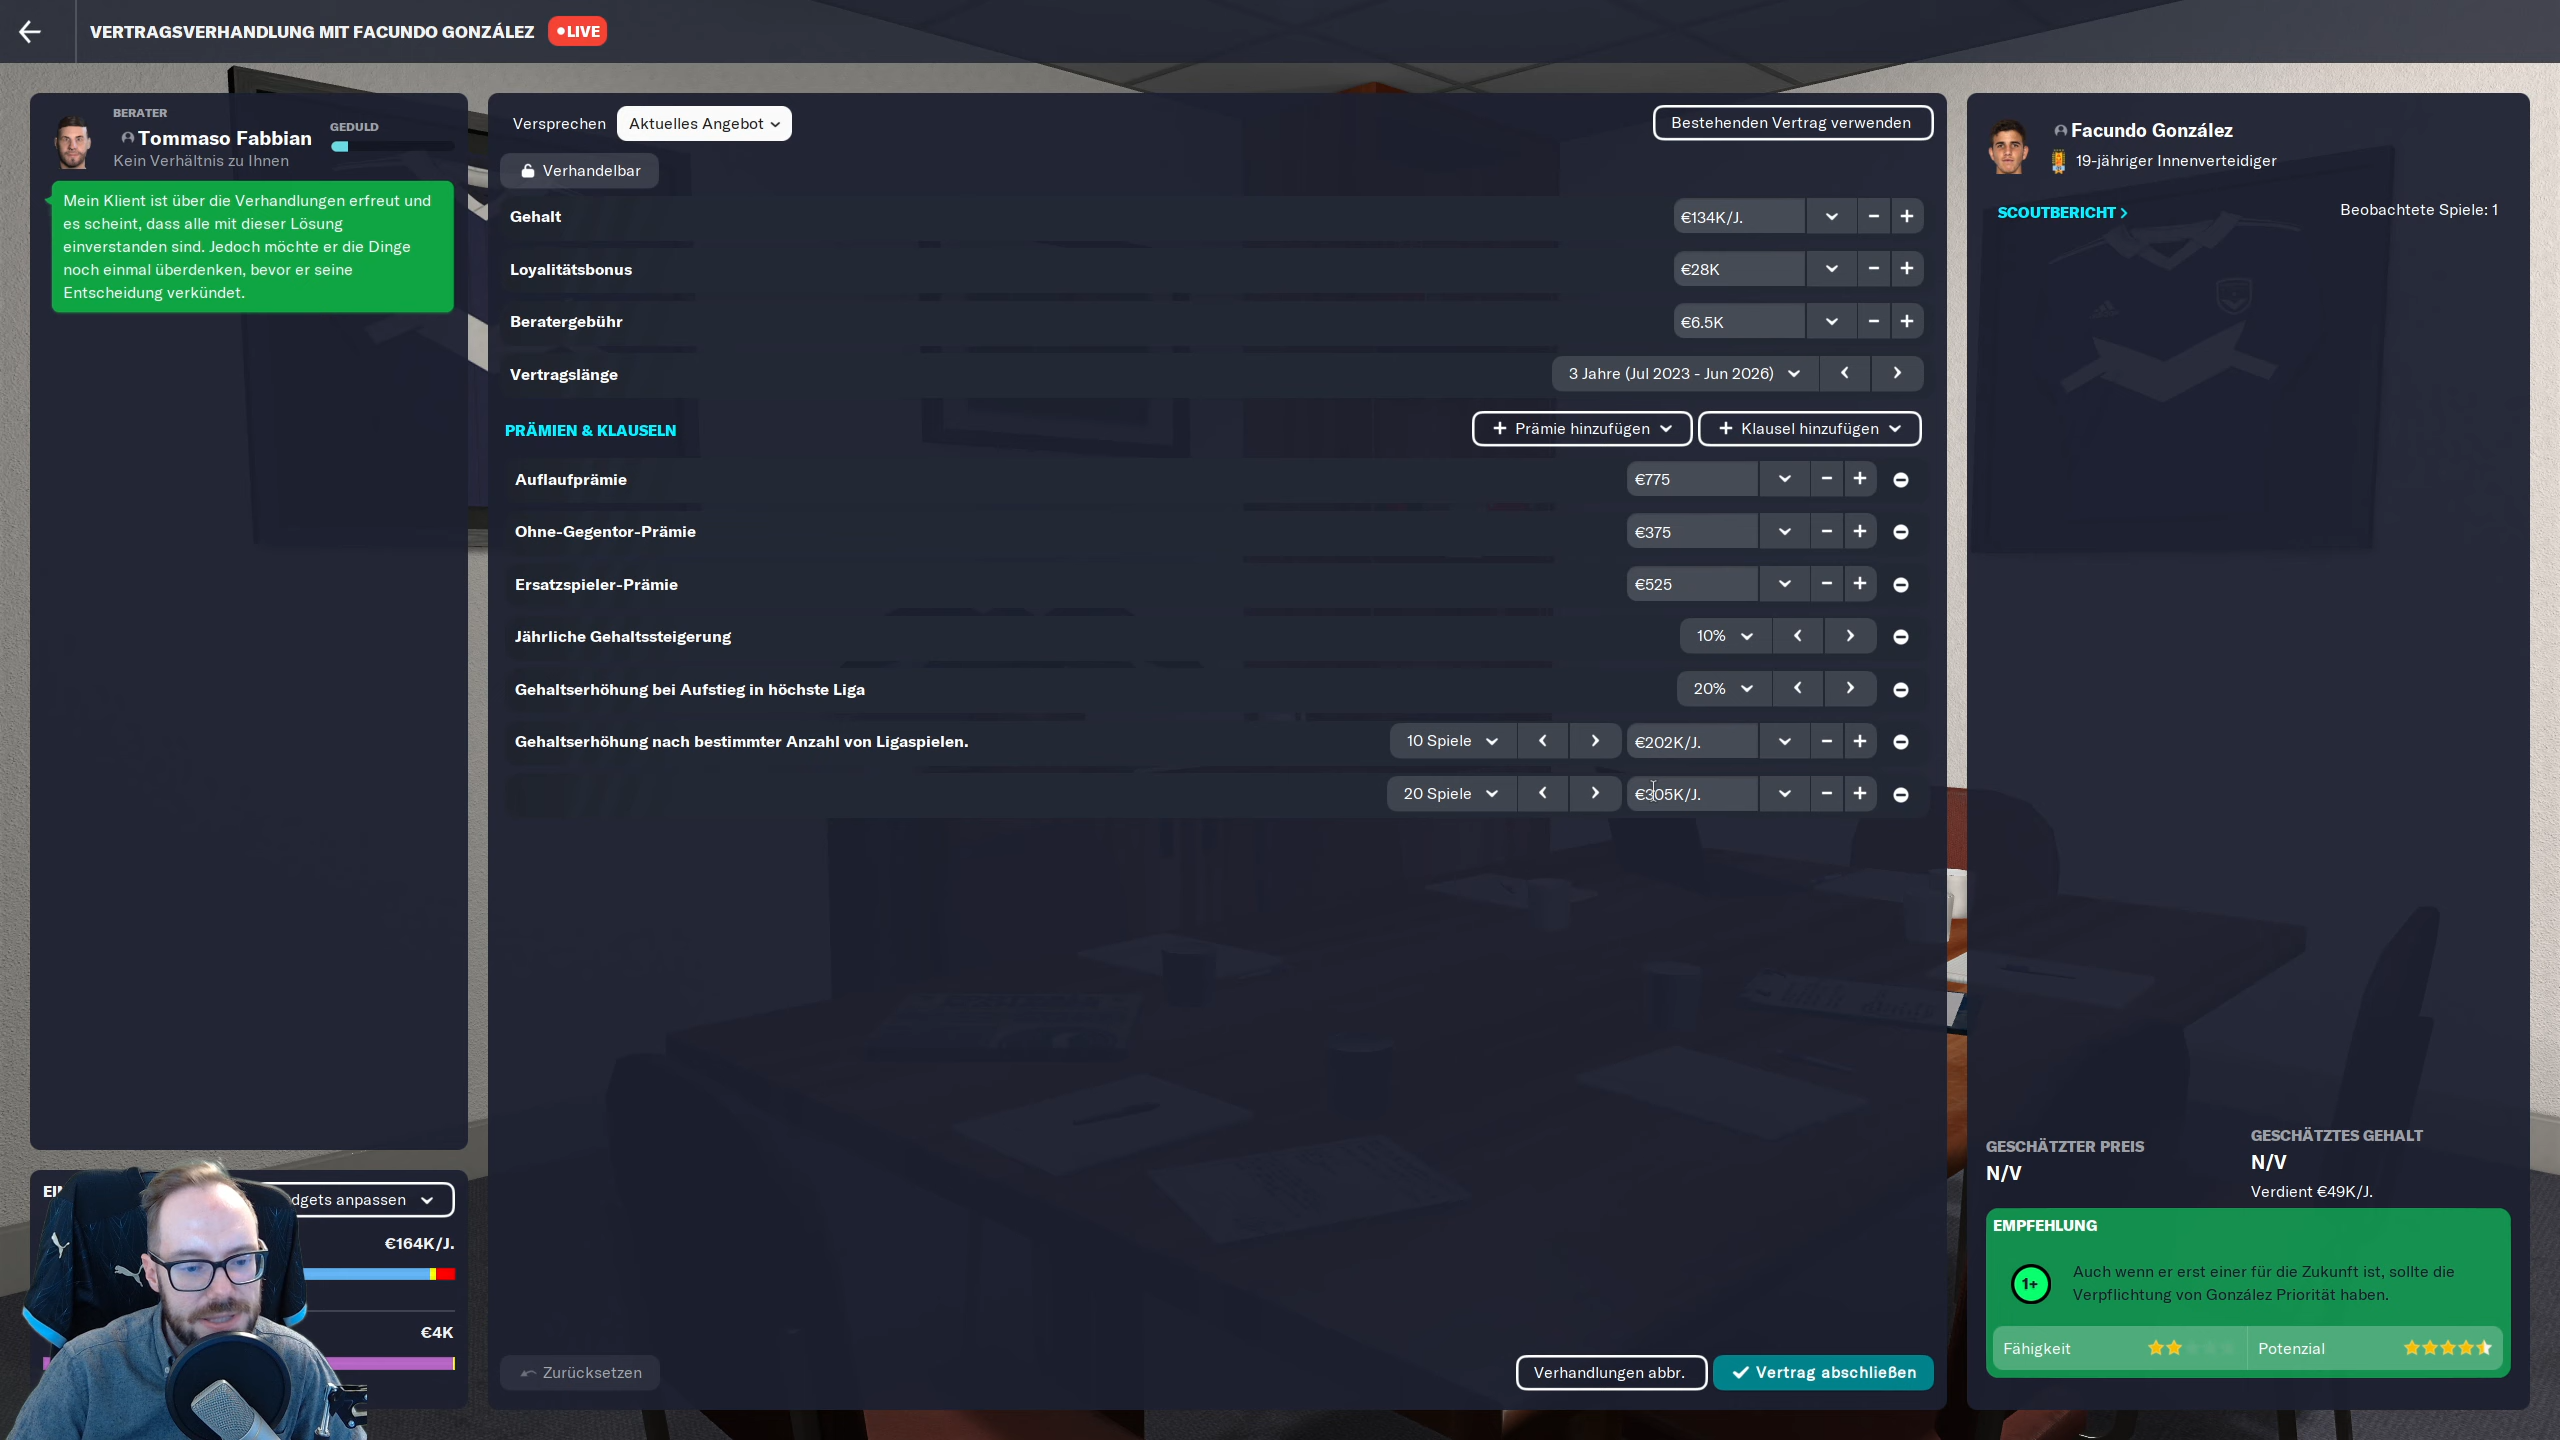 VERTRAGSVERHANDLUNG MIT FACUNDO GONZÁLEZ
LIVE
BERATER
Tommaso Fabbian
Kein Verhältnis zu Ihnen
GEDULD
Mein Klient ist über die Verhandlungen erfreut und
es scheint, dass alle mit dieser Lösung
einverstanden sind. Jedoch möchte er die Dinge
noch einmal überdenken, bevor er seine
Entscheidung verkündet.
Versprechen
Aktuelles Angebot
Bestehenden Vertrag verwenden
Verhandelbar
Gehalt
€134K/J.
Loyalitätsbonus
€28K
Beratergebühr
€6.5K
Vertragslänge
3 Jahre (Jul 2023 - Jun 2026)
PRÄMIEN & KLAUSELN
Prämie hinzufügen
Klausel hinzufügen
Auflaufprämie
€775
Ohne-Gegentor-Prämie
€375
Ersatzspieler-Prämie
€525
Jährliche Gehaltssteigerung
10%
Gehaltserhöhung bei Aufstieg in höchste Liga
20%
Gehaltserhöhung nach bestimmter Anzahl von Ligaspielen.
10 Spiele
€202K/J.
20 Spiele
€305K/J.
Zurücksetzen
Verhandlungen abbr.
Vertrag abschließen
Facundo González
19-jähriger Innenverteidiger
SCOUTBERICHT >
Beobachtete Spiele: 1
GESCHÄTZTER PREIS
N/V
GESCHÄTZTES GEHALT
N/V
Verdient €49K/J.
EMPFEHLUNG
1+
Auch wenn er erst einer für die Zukunft ist, sollte die
Verpflichtung von González Priorität haben.
Fähigkeit
Potenzial
anpassen
€164K/J.
€4K